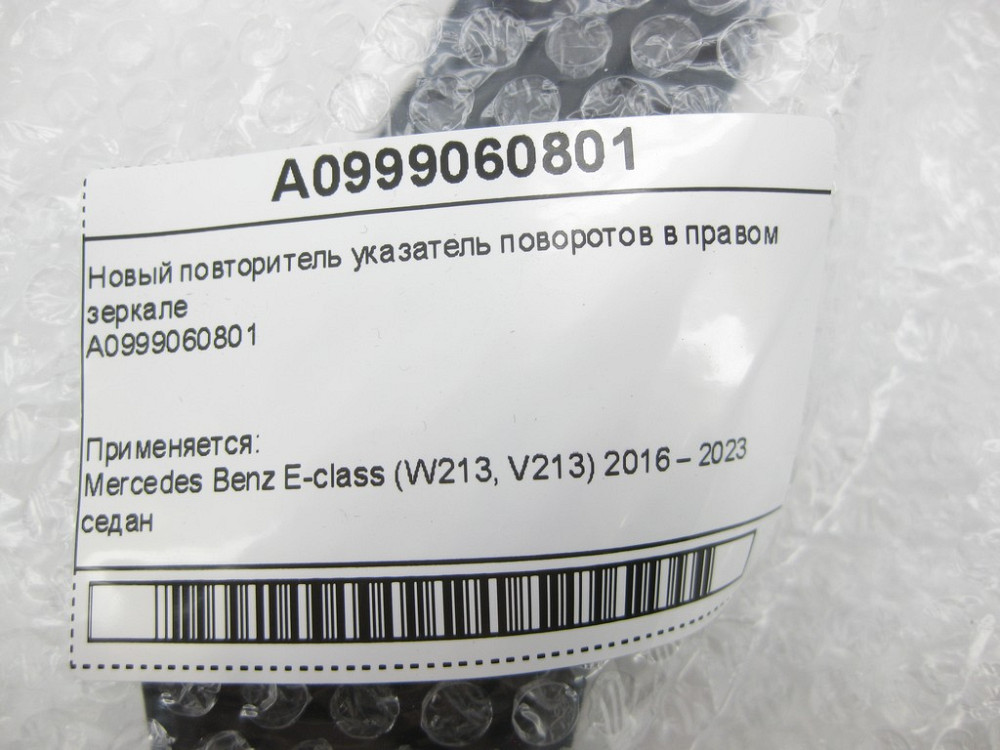 A0999060801
Новый повторитель указатель поворотов в правом
зеркале
A0999060801
Применяется:
Mercedes Benz E-class (W213, V213) 2016 – 2023
седан